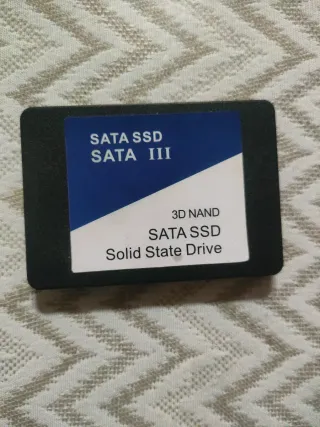 SATA SSD
SATA III
3D NAND
SATA SSD
Solid State Drive